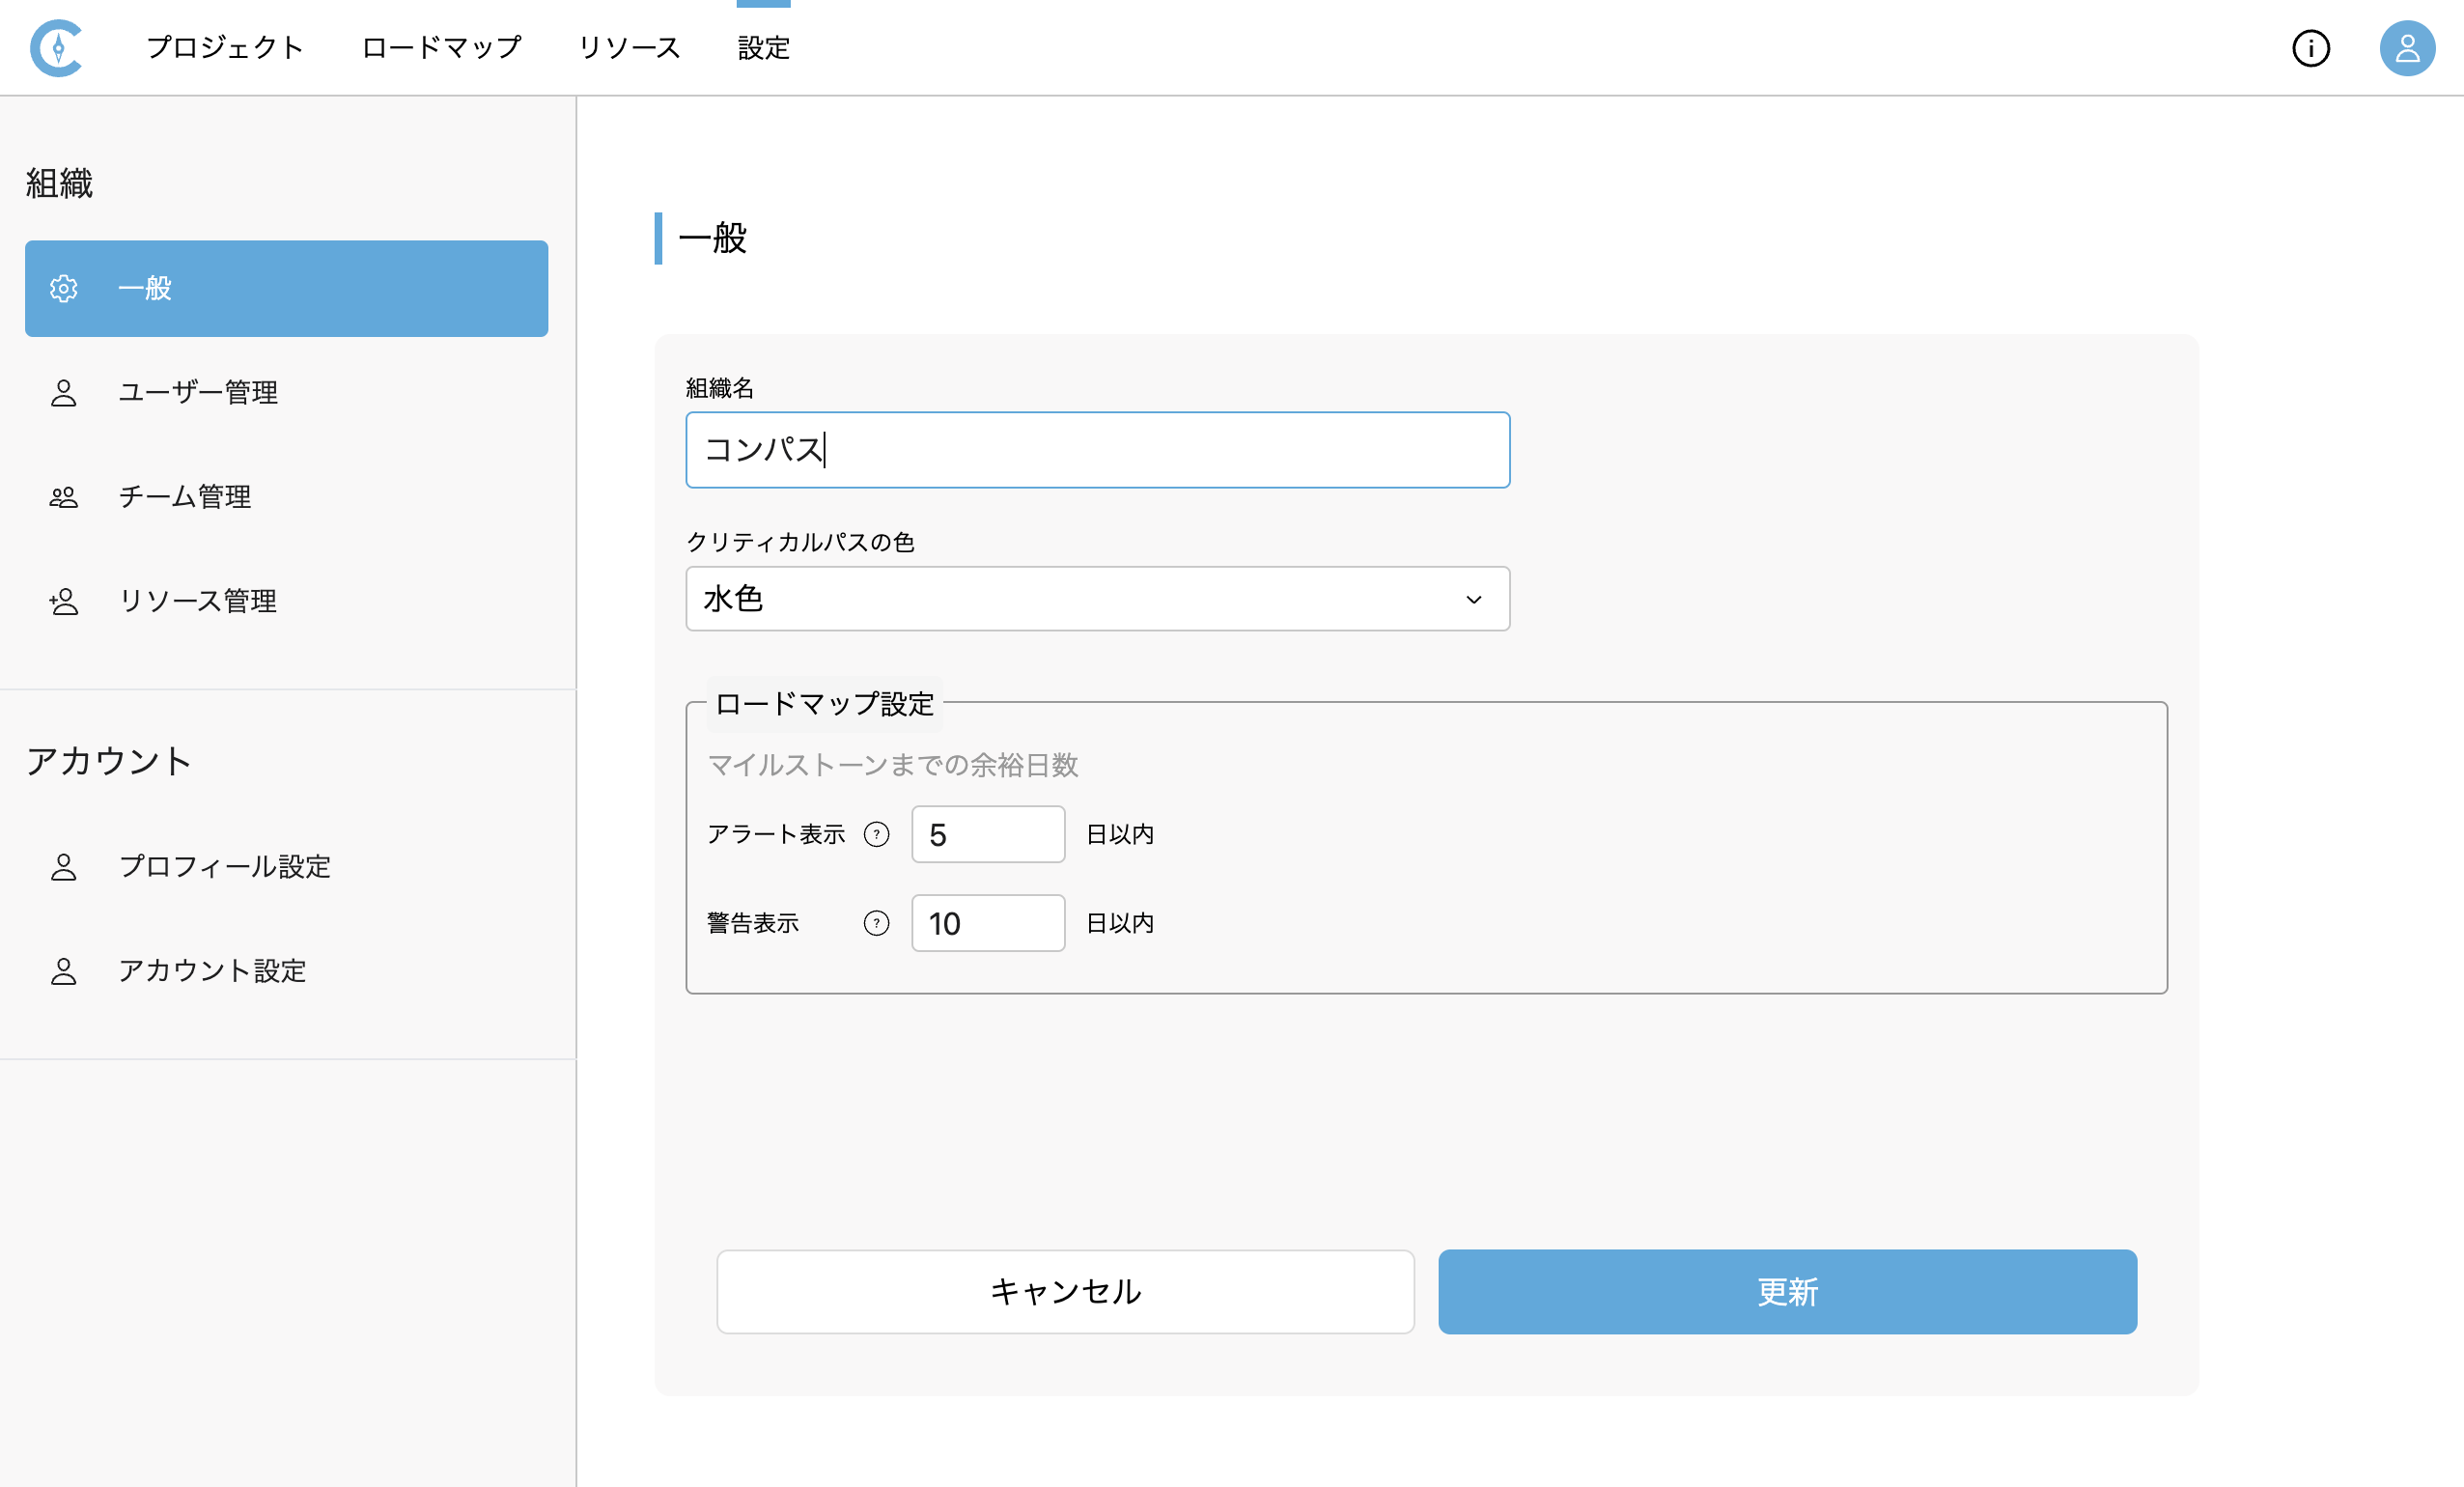 プロジェクト ロードマップ リソース 設定
組織
一般
ユーザー管理
チーム管理
リソース管理
アカウント
プロフィール設定
アカウント設定
一般
組織名
コンパス
クリティカルパスの色
水色
ロードマップ設定
マイルストーンまでの余裕日数
アラート表示 ? 5 日以内
警告表示 ? 10 日以内
キャンセル 更新